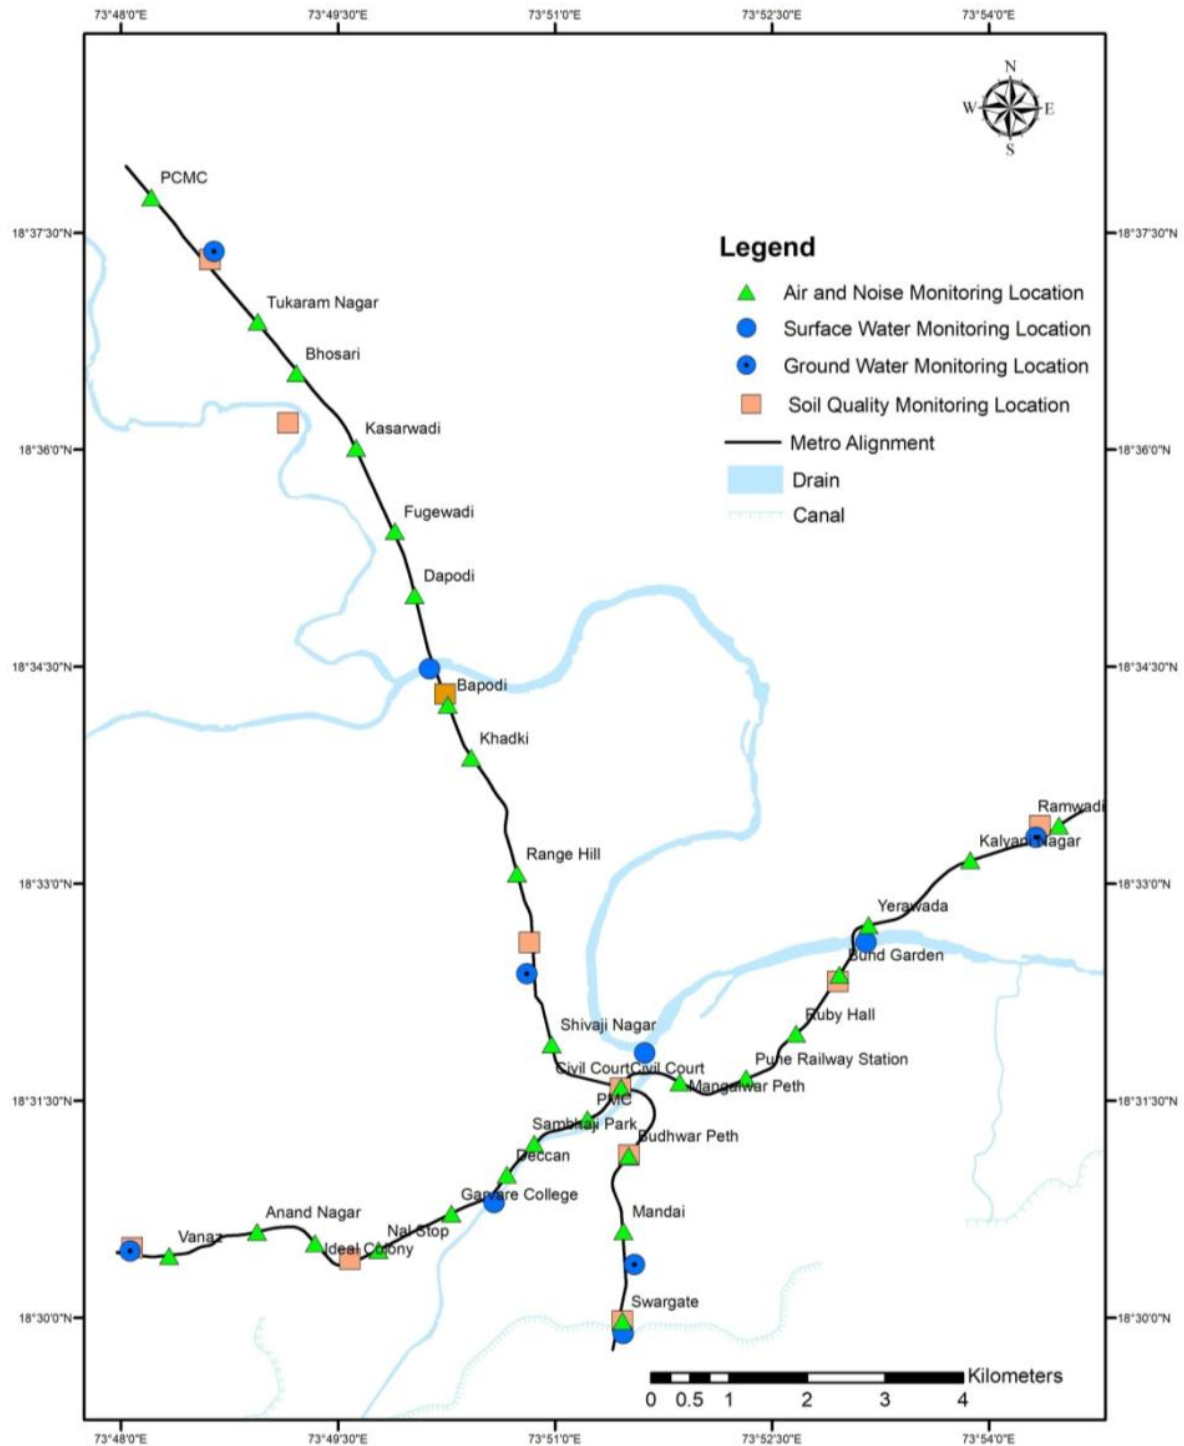 73°48'0"E 73°49'30"E 73°51'0"E 73°52'30"E 73°54'0"E
N
W E
S
PCMC
18°37'30"N 18°37'30"N
Legend
Air and Noise Monitoring Location
Tukaram Nagar
Surface Water Monitoring Location
Bhosari
Ground Water Monitoring Location
Soil Quality Monitoring Location
Kasarwadi
Metro Alignment
18°36'0"N 18°36'0"N
Drain
Fugewadi
Canal
Dapodi
18°34'30"N 18°34'30"N
Bapodi
Khadki
Ramwadi
Kalyani Nagar
Range Hill
18°33'0"N 18°33'0"N
Yerawada
Bund Garden
Ruby Hall
Shivaji Nagar
Pune Railway Station
Civil Court Civil Court
Mangalwar Peth
PMC
18°31'30"N 18°31'30"N
Sambhaji Park
Budhwar Peth
Deccan
Garware College
Anand Nagar
Mandai
Nal Stop
Vanaz
Ideal Colony
Swargate
18°30'0"N 18°30'0"N
Kilometers
0 0.5 1 2 3 4
73°48'0"E 73°49'30"E 73°51'0"E 73°52'30"E 73°54'0"E